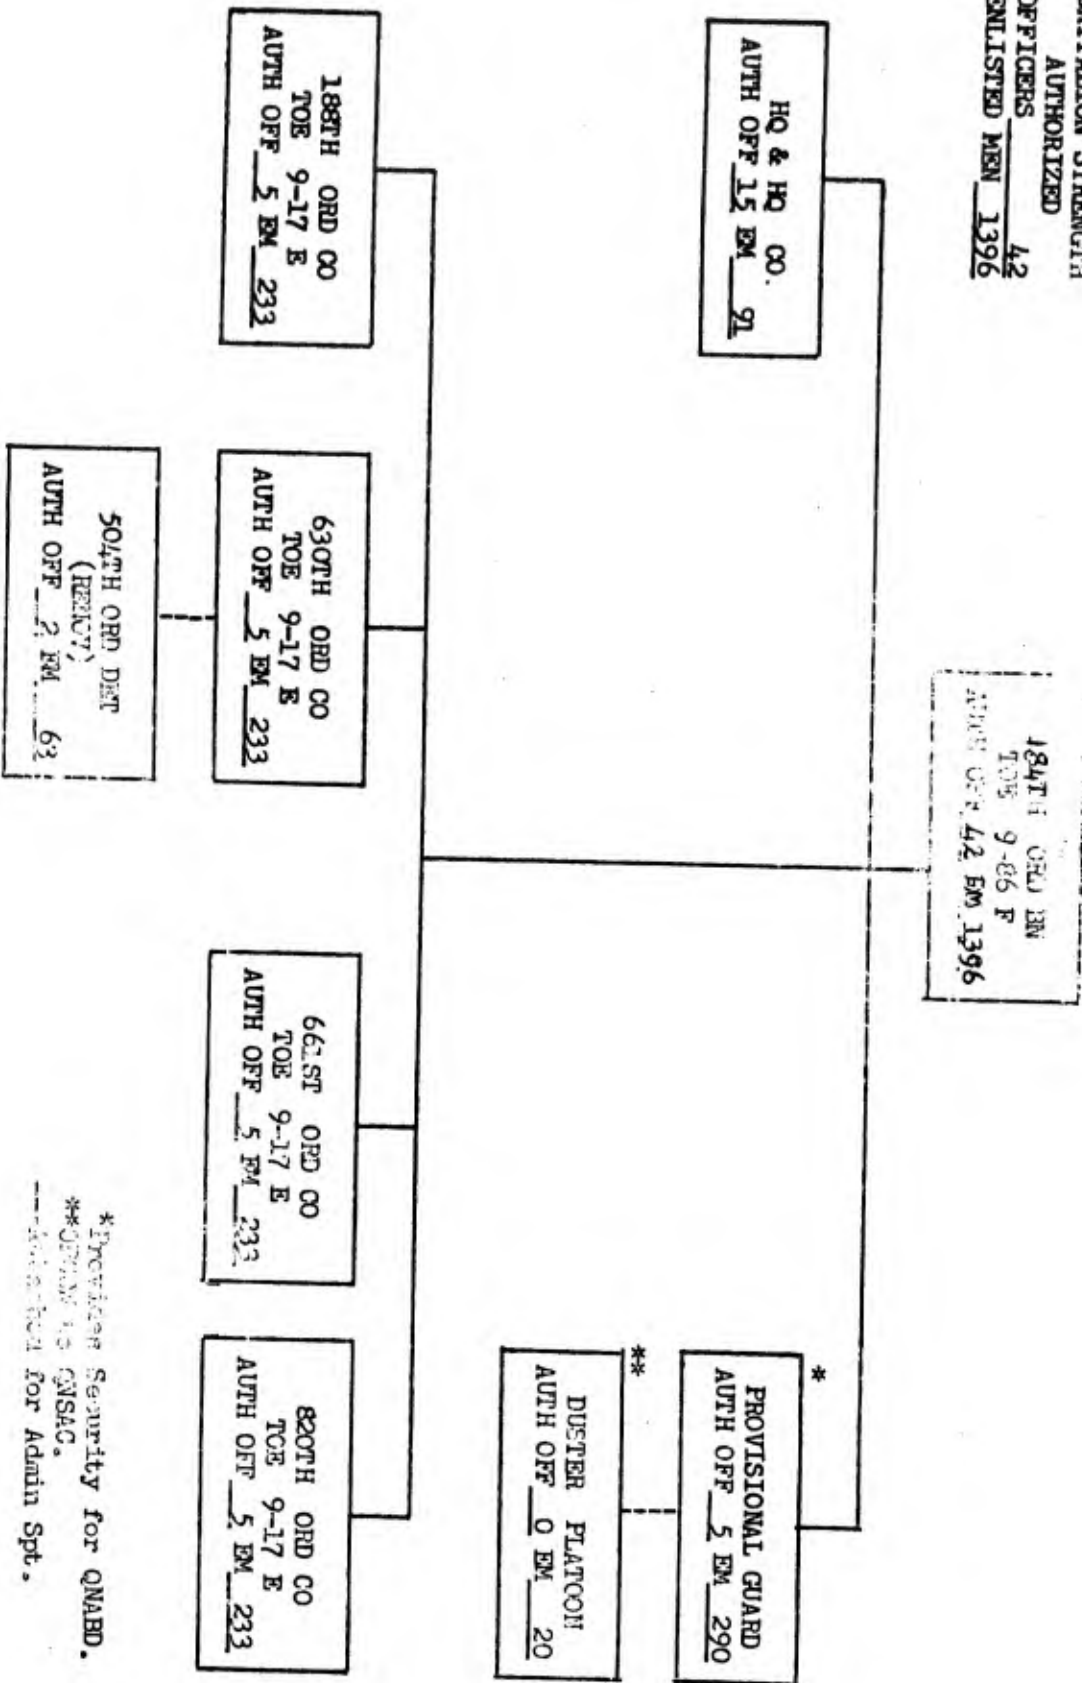 AUTHORIZED
OFFICERS 42
ENLISTED MEN 1396
184TH ORD BN
TOE 9-86 F
OFF 42 EM 1396
HQ & HQ CO.
AUTH OFF 15 EM 91
*
PROVISIONAL GUARD
AUTH OFF 5 EM 290
**
DUSTER PLATOON
AUTH OFF 0 EM 20
188TH ORD CO
TOE 9-17 E
AUTH OFF 5 EM 233
630TH ORD CO
TOE 9-17 E
AUTH OFF 5 EM 233
661ST ORD CO
TOE 9-17 E
AUTH OFF 5 EM 233
820TH ORD CO
TOE 9-17 E
AUTH OFF 5 EM 233
504TH ORD DET
AUTH OFF 2 EM 63
*Provides Security for QNABD.
** QNSAC.
for Admin Spt.